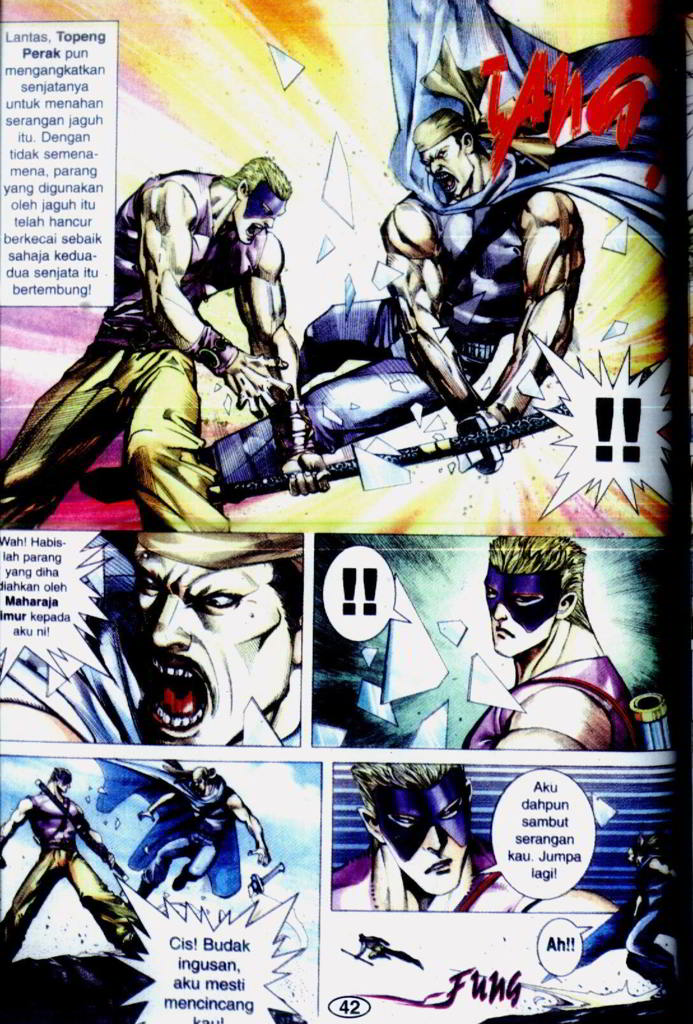 Lantas, Topeng
Perak pun
mengangkatkan
senjatanya
untuk menahan
serangan jaguh
itu. Dengan
tidak semena-
mena, parang
yang digunakan
oleh jaguh itu
telah hancur
berkecai sebaik
sahaja kedua-
dua senjata itu
bertembung!
TANG
!!
Wah! Habis-
lah parang
yang diha
diahkan oleh
Maharaja
imur kepada
aku ni!
!!
Cis! Budak
ingusan,
aku mesti
mencincang
kau!
Aku
dahpun
sambut
serangan
kau. Jumpa
lagi!
Ah!!
FUNG
42